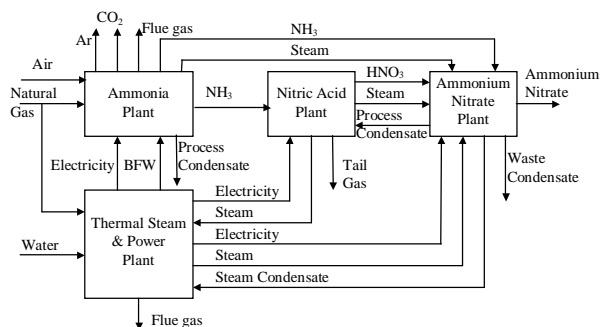 CO2
Ar
Flue gas
NH3
Steam
Air
Natural
Gas
Ammonia
Plant
NH3
Nitric Acid
Plant
HNO3
Steam
Process
Condensate
Ammonium
Nitrate
Plant
Ammonium
Nitrate
Electricity
BFW
Process
Condensate
Tail
Gas
Waste
Condensate
Thermal Steam
& Power
Plant
Water
Electricity
Steam
Electricity
Steam
Steam Condensate
Flue gas